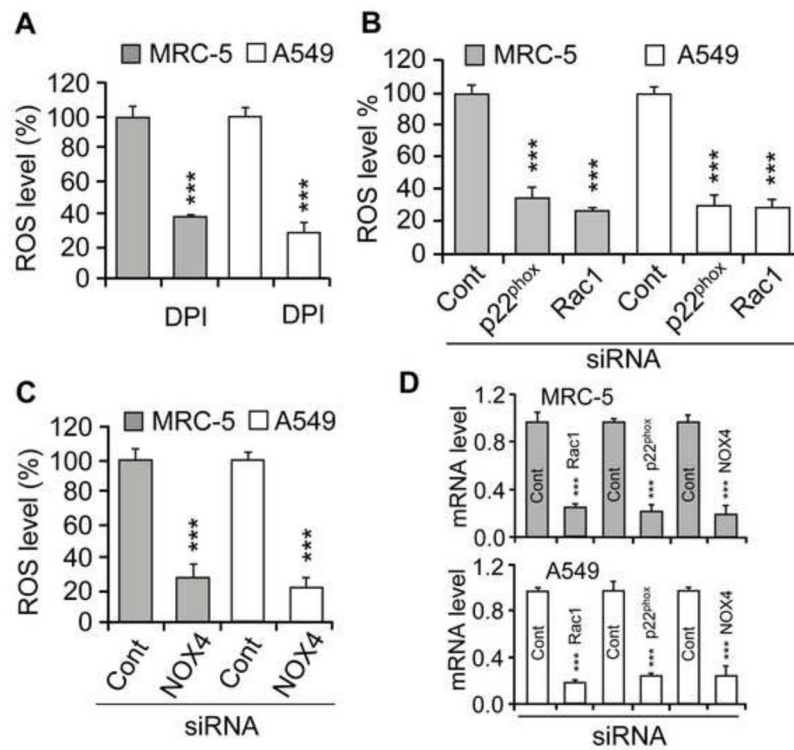 A
MRC-5 A549
ROS level (%)
120
100
80
60
40
20
0
***
***
DPI DPI
B
MRC-5 A549
ROS level %
120
100
80
60
40
20
0
***
***
***
***
Cont p22phox Rac1 Cont p22phox Rac1
siRNA
C
MRC-5 A549
ROS level (%)
120
100
80
60
40
20
0
***
***
Cont NOX4 Cont NOX4
siRNA
D
MRC-5
mRNA level
1.2
0.8
0.4
0.0
Cont
*** Rac1
Cont
*** p22phox
Cont
*** NOX4
A549
mRNA level
1.2
0.8
0.4
0.0
Cont
*** Rac1
Cont
*** p22phox
Cont
*** NOX4
siRNA